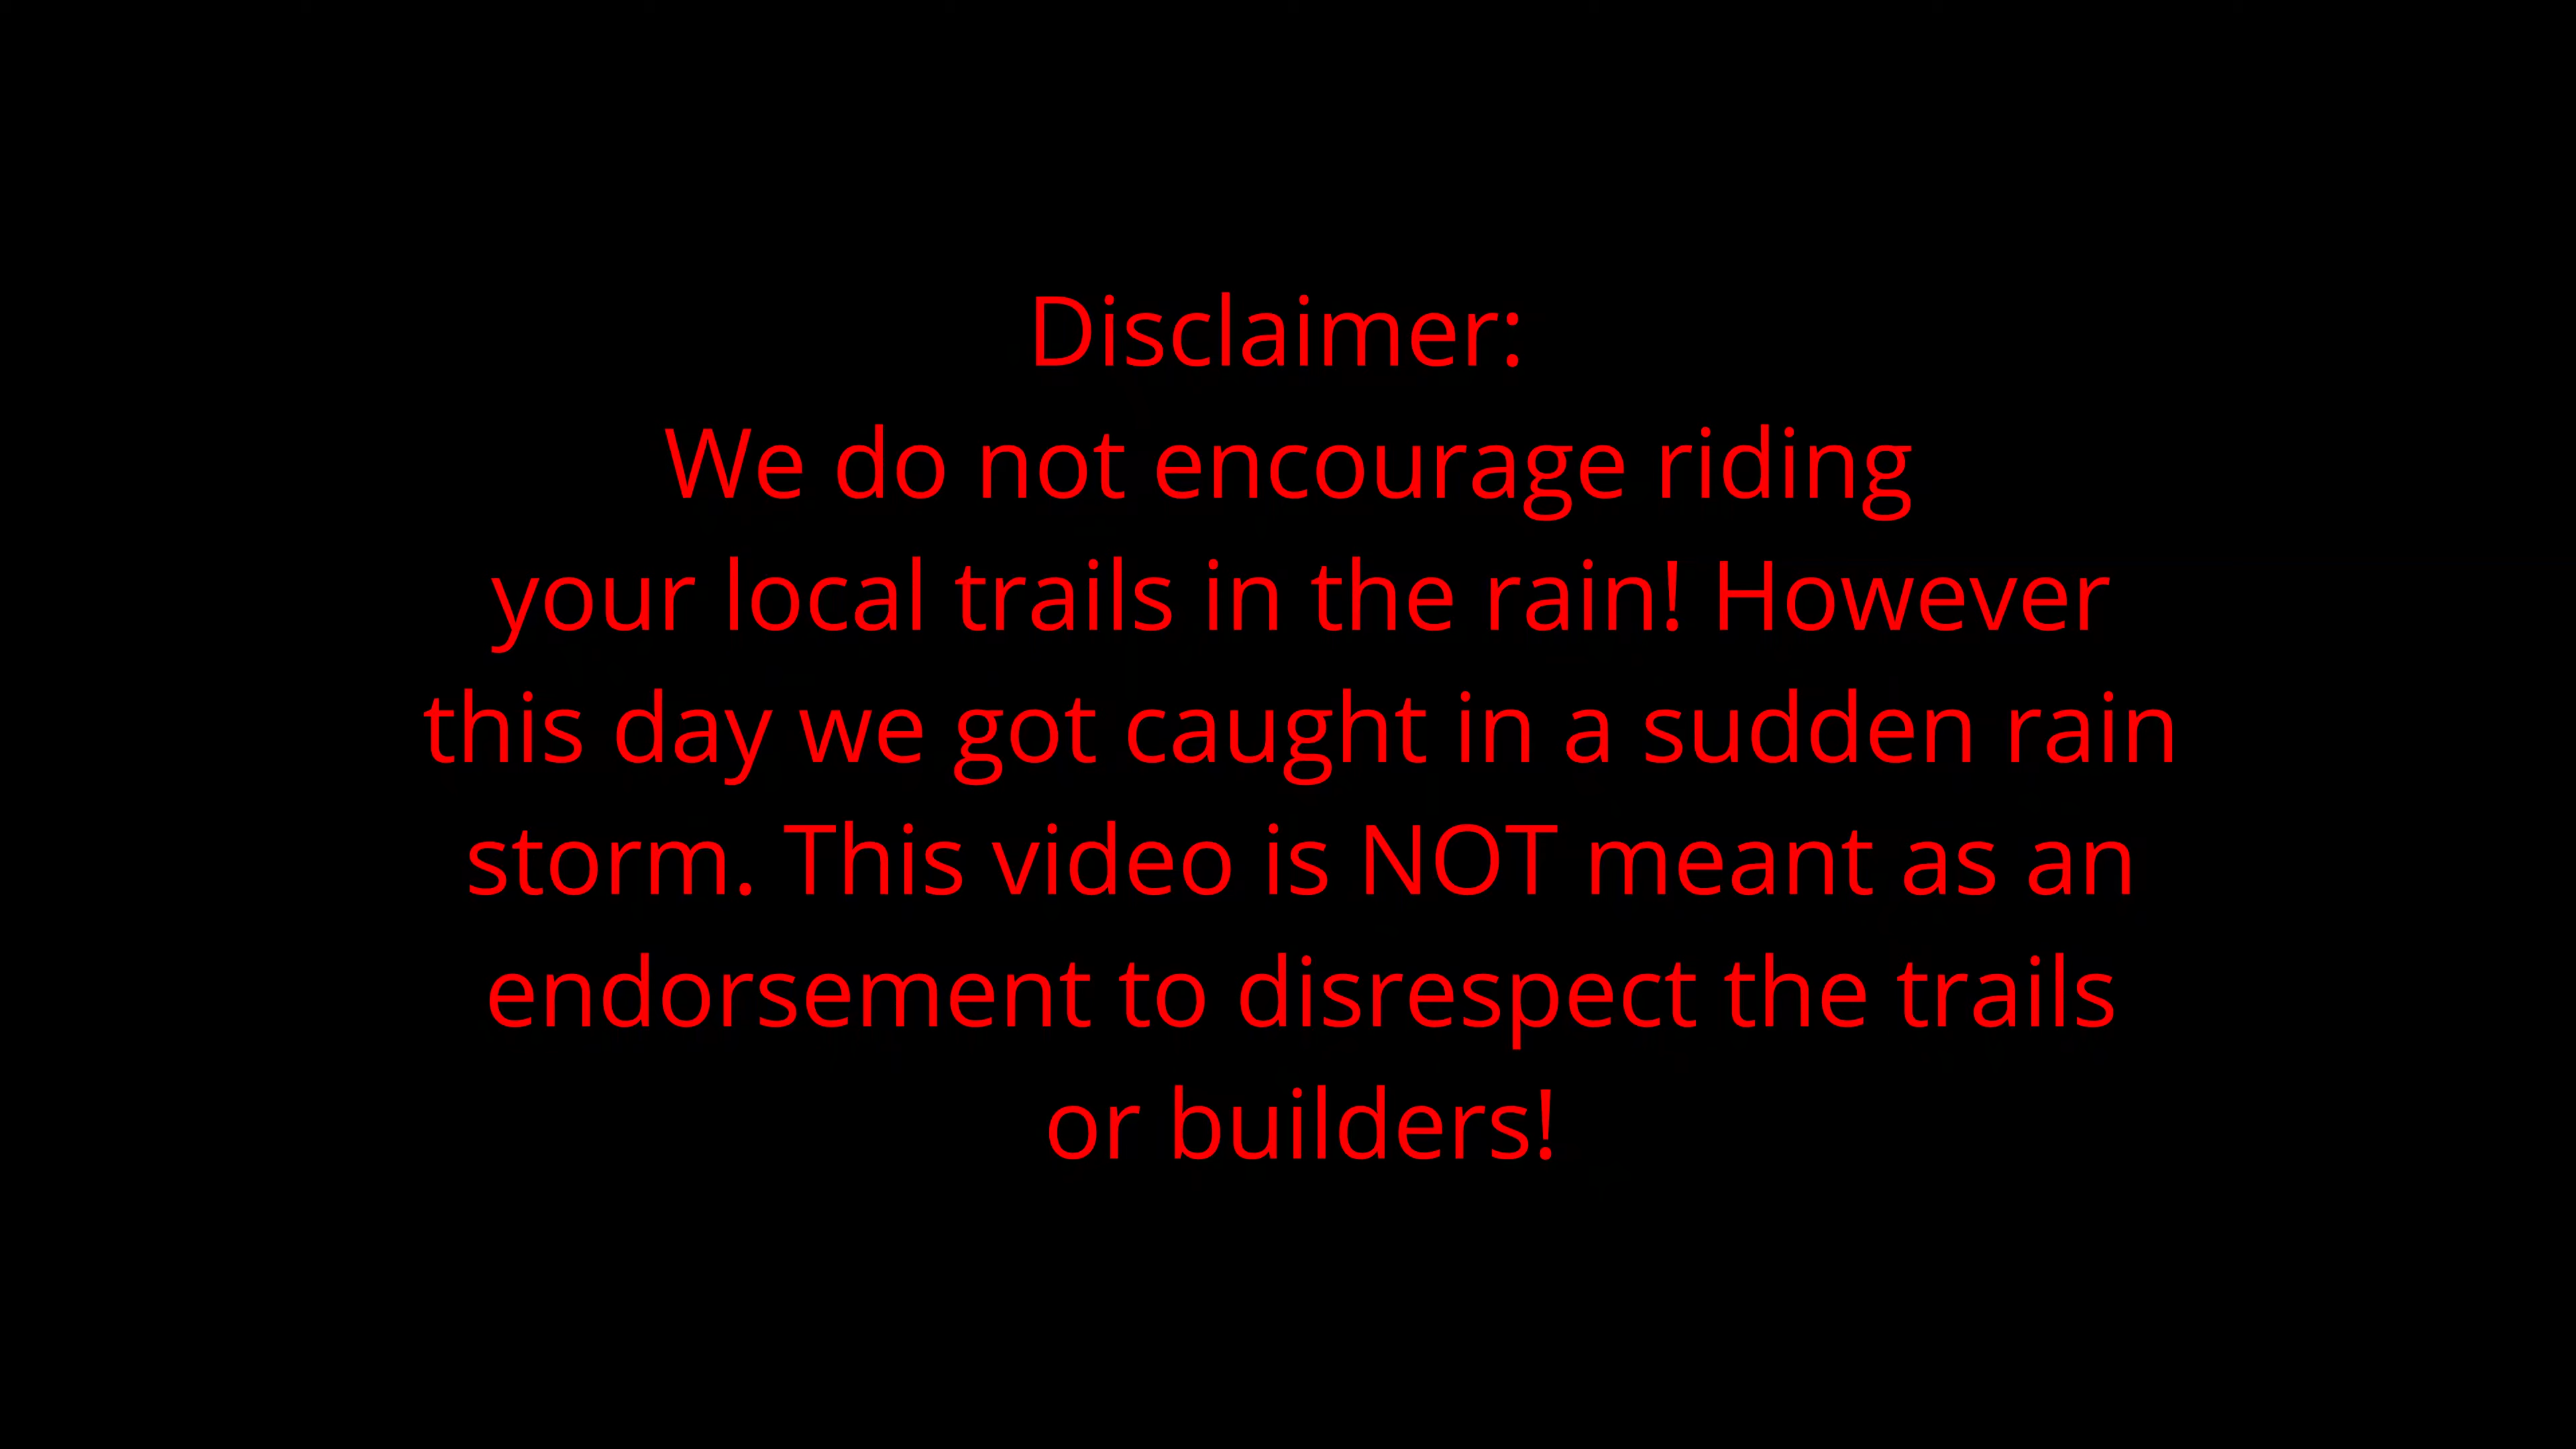 Disclaimer:
We do not encourage riding
your local trails in the rain! However
this day we got caught in a sudden rain
storm. This video is NOT meant as an
endorsement to disrespect the trails
or builders!